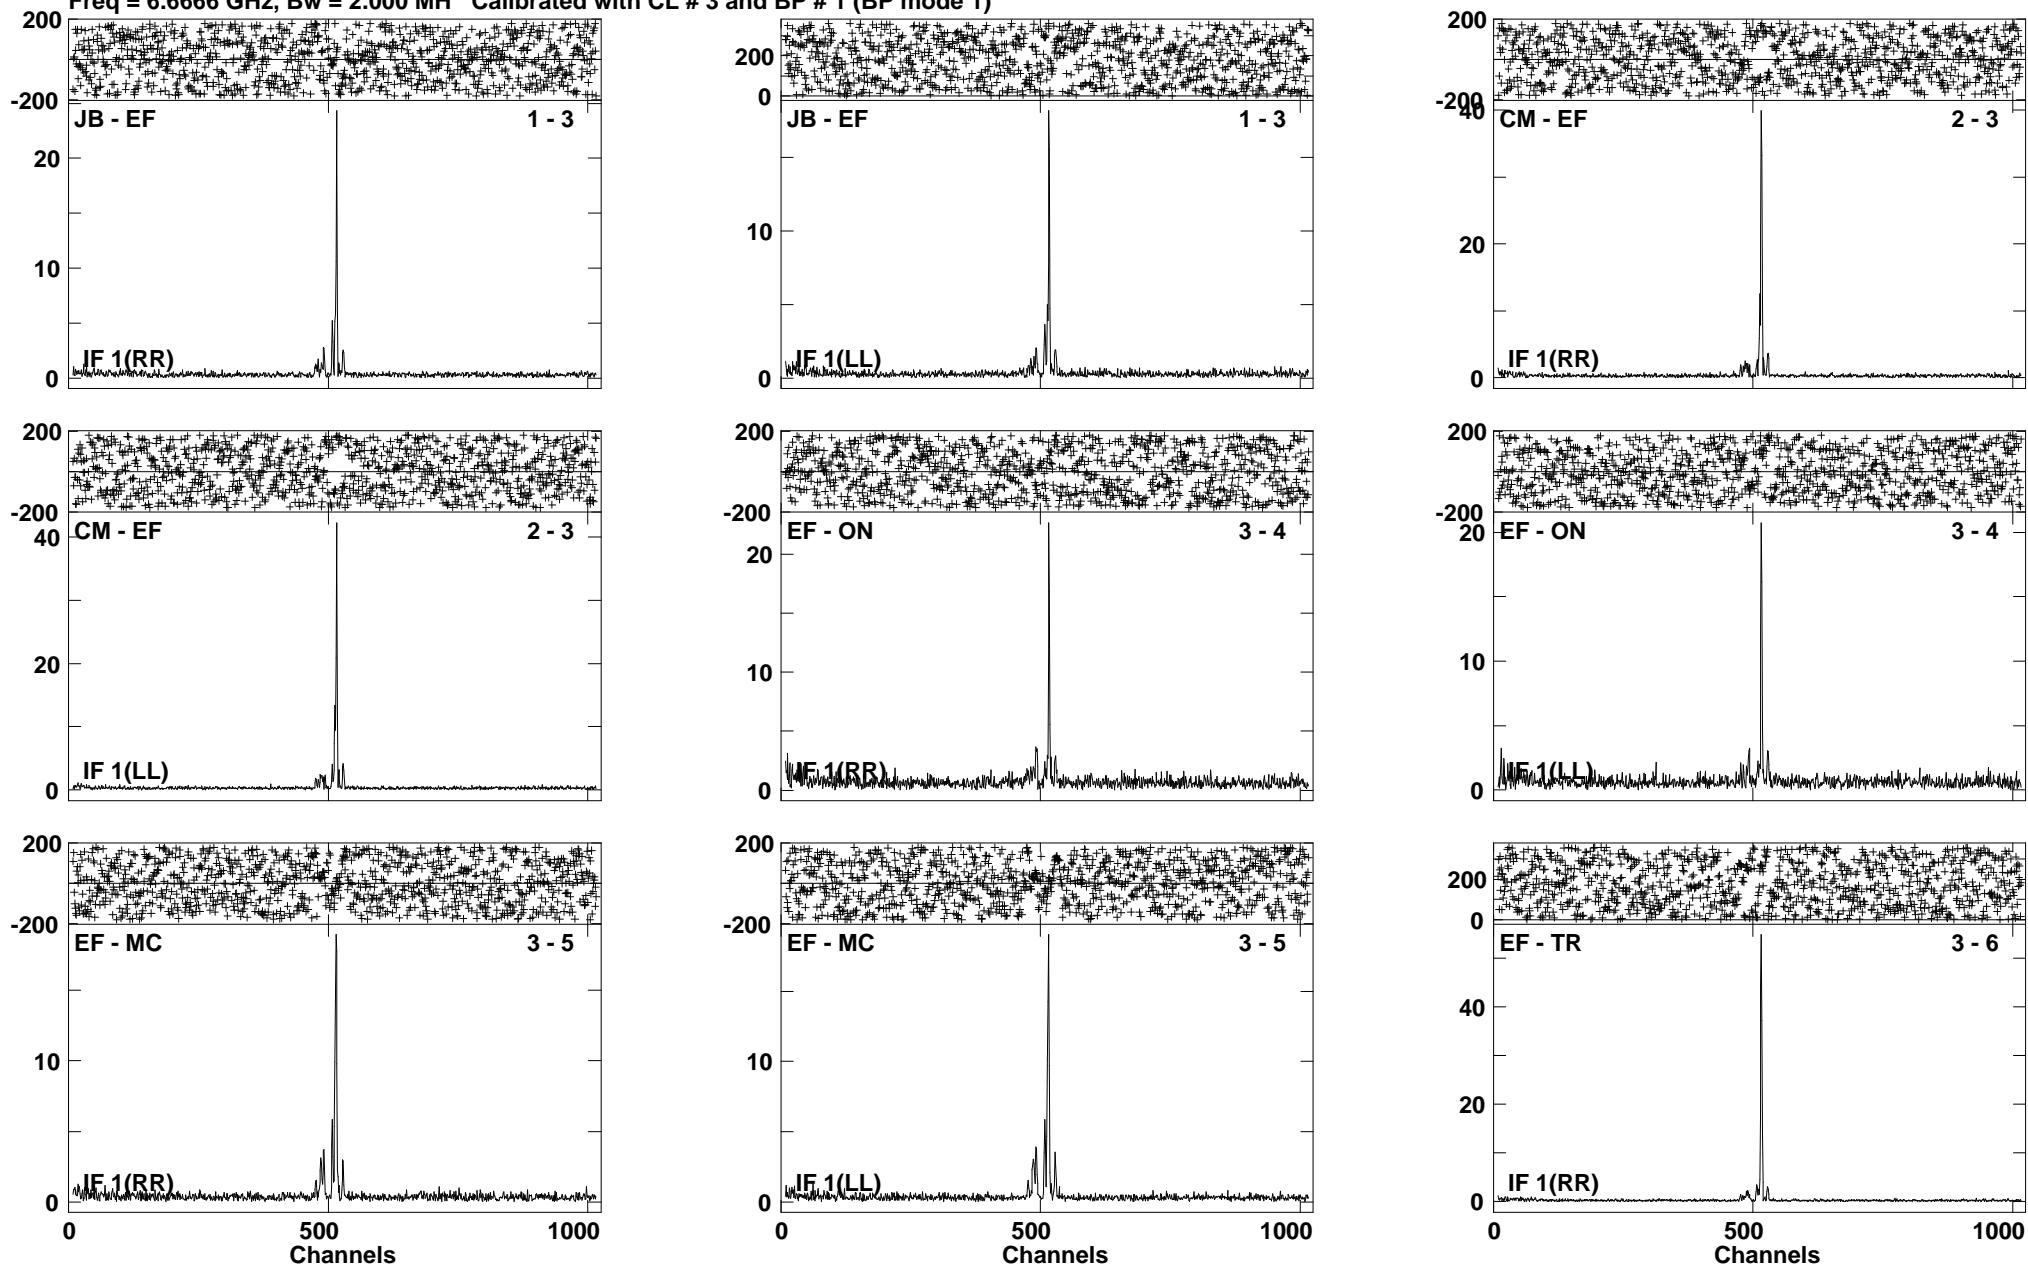 Freq = 6.6666 GHz, Bw = 2.000 MH Calibrated with CL # 3 and BP # 1 (BP mode 1)
200
-200
JB - EF 1 - 3
20
10
0
IF 1(RR)
200
0
JB - EF 1 - 3
10
0
IF 1(LL)
200
-200
40
CM - EF 2 - 3
20
0
IF 1(RR)
200
-200
CM - EF 2 - 3
40
20
0
IF 1(LL)
200
-200
EF - ON 3 - 4
20
10
0
IF 1(RR)
200
-200
EF - ON 3 - 4
20
10
0
IF 1(LL)
200
-200
EF - MC 3 - 5
10
0
IF 1(RR)
0 500 1000
Channels
200
-200
EF - MC 3 - 5
10
0
IF 1(LL)
0 500 1000
Channels
200
0
EF - TR 3 - 6
40
20
0
IF 1(RR)
0 500 1000
Channels